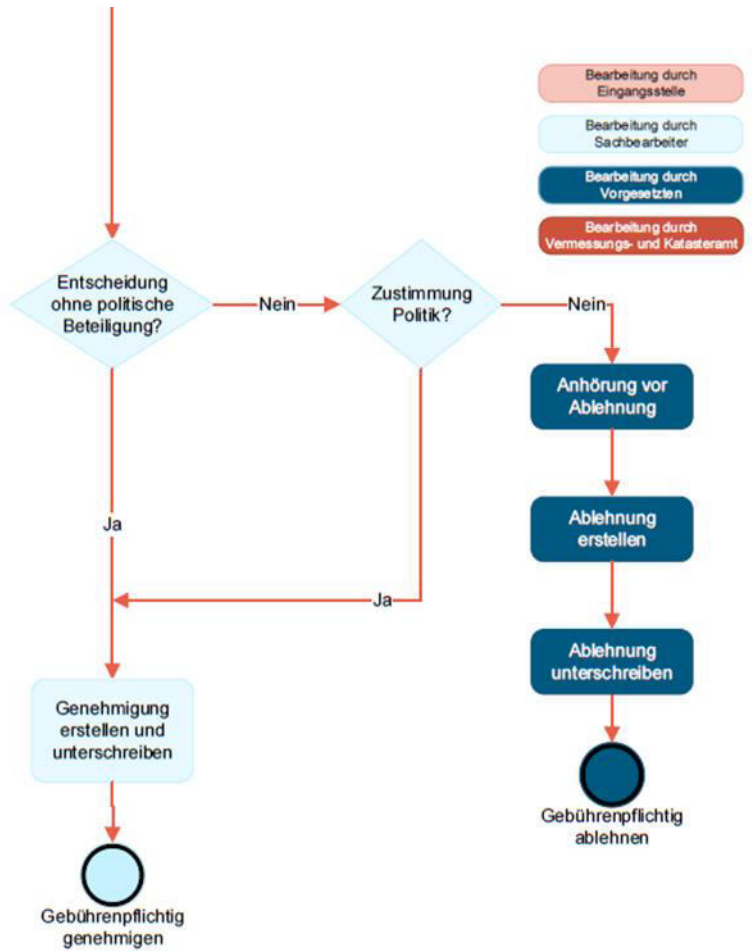 Bearbeitung durch
Eingangsstelle
Bearbeitung durch
Sachbearbeiter
Bearbeitung durch
Vorgesetzten
Bearbeitung durch
Vermessungs- und Katasteramt
Entscheidung
ohne politische
Beteiligung?
Nein
Zustimmung
Politik?
Nein
Anhörung vor
Ablehnung
Ja
Ablehnung
erstellen
Ja
Ablehnung
unterschreiben
Genehmigung
erstellen und
unterschreiben
Gebührenpflichtig
ablehnen
Gebührenpflichtig
genehmigen